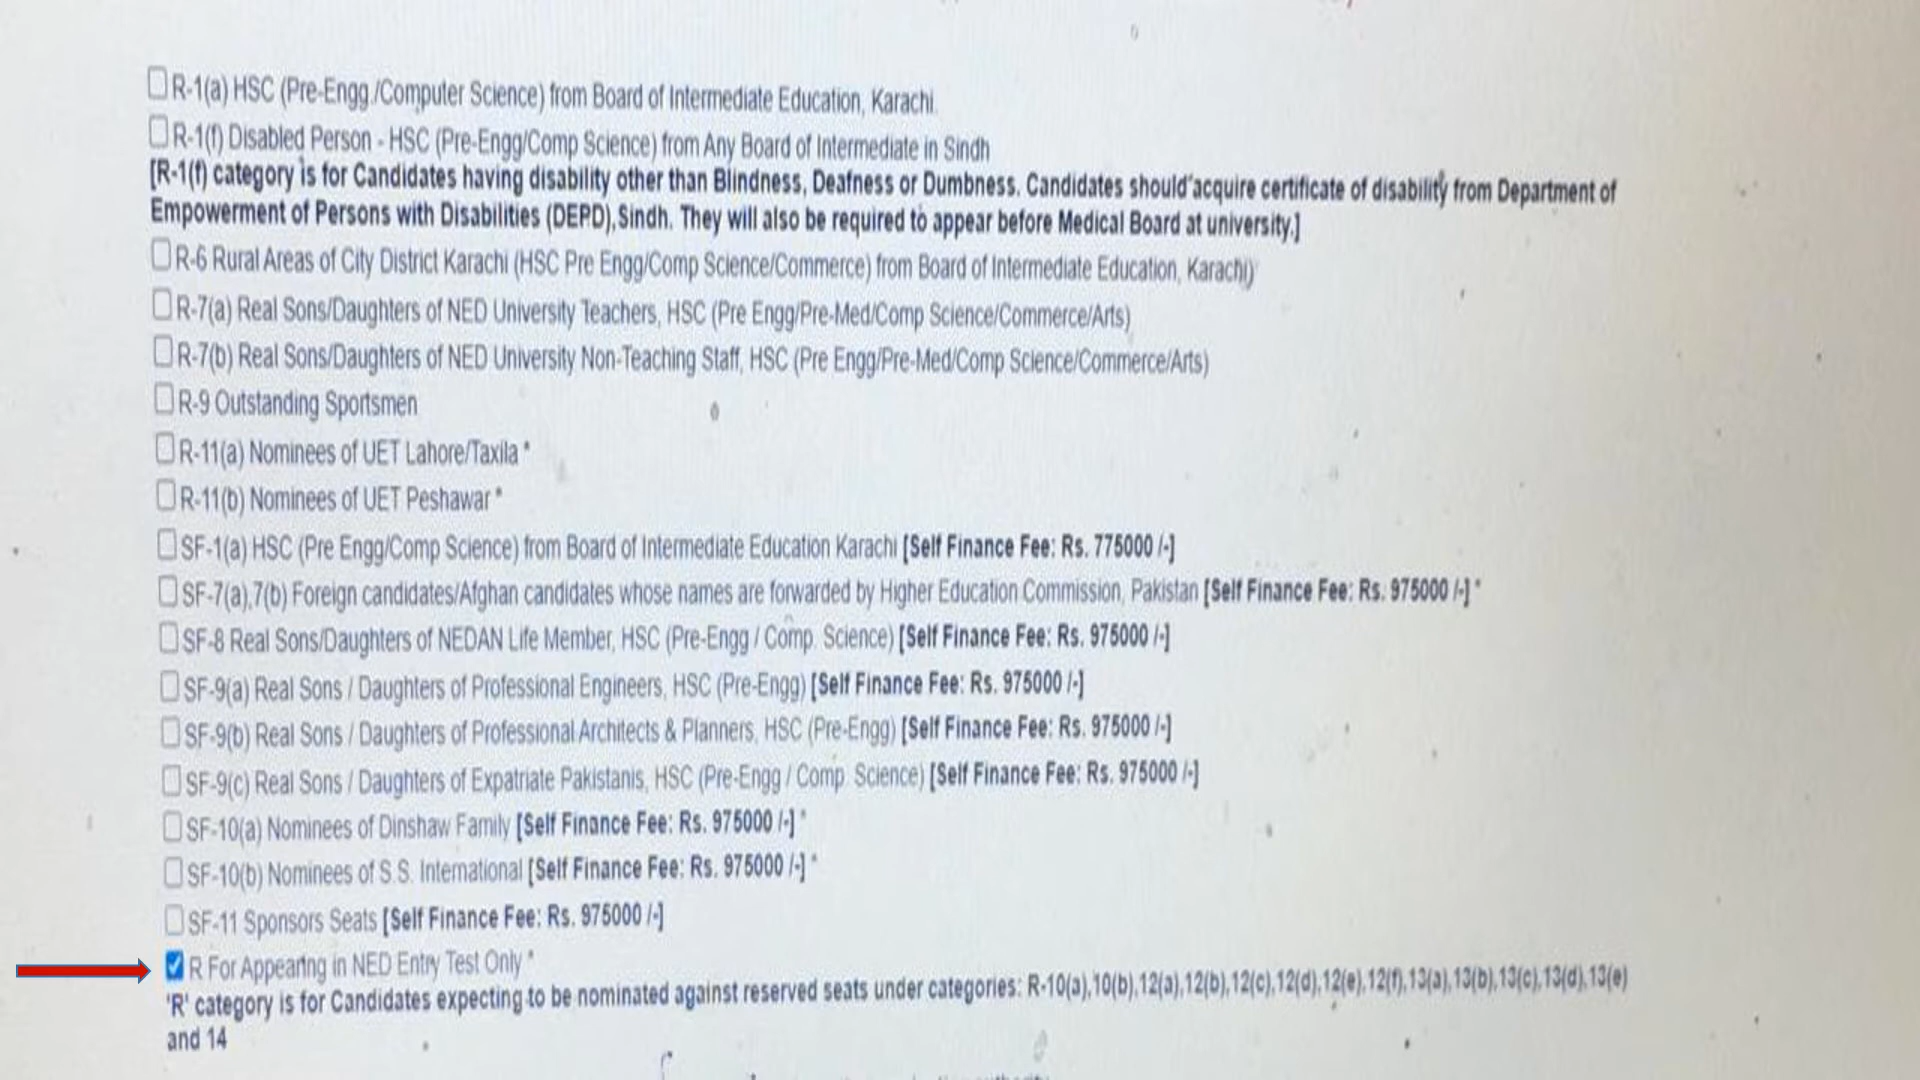 R-1(a) HSC (Pre-Engg./Computer Science) from Board of Intermediate Education, Karachi.
R-1(f) Disabled Person - HSC (Pre-Engg/Comp Science) from Any Board of Intermediate in Sindh
[R-1(f) category is for Candidates having disability other than Blindness, Deafness or Dumbness. Candidates should acquire certificate of disability from Department of
Empowerment of Persons with Disabilities (DEPD), Sindh. They will also be required to appear before Medical Board at university.]
R-6 Rural Areas of City District Karachi (HSC Pre Engg/Comp Science/Commerce) from Board of Intermediate Education, Karachi)
R-7(a) Real Sons/Daughters of NED University Teachers, HSC (Pre Engg/Pre-Med/Comp Science/Commerce/Arts)
R-7(b) Real Sons/Daughters of NED University Non-Teaching Staff, HSC (Pre Engg/Pre-Med/Comp Science/Commerce/Arts)
R-9 Outstanding Sportsmen
R-11(a) Nominees of UET Lahore/Taxila *
R-11(b) Nominees of UET Peshawar *
SF-1(a) HSC (Pre Engg/Comp Science) from Board of Intermediate Education Karachi [Self Finance Fee: Rs. 775000 /-]
SF-7(a),7(b) Foreign candidates/Afghan candidates whose names are forwarded by Higher Education Commission, Pakistan [Self Finance Fee: Rs. 975000 /-] *
SF-8 Real Sons/Daughters of NEDAN Life Member, HSC (Pre-Engg / Comp. Science) [Self Finance Fee: Rs. 975000 /-]
SF-9(a) Real Sons / Daughters of Professional Engineers, HSC (Pre-Engg) [Self Finance Fee: Rs. 975000 /-]
SF-9(b) Real Sons / Daughters of Professional Architects & Planners, HSC (Pre-Engg) [Self Finance Fee: Rs. 975000 /-]
SF-9(c) Real Sons / Daughters of Expatriate Pakistanis, HSC (Pre-Engg / Comp. Science) [Self Finance Fee: Rs. 975000 /-]
SF-10(a) Nominees of Dinshaw Family [Self Finance Fee: Rs. 975000 /-] *
SF-10(b) Nominees of S.S. International [Self Finance Fee: Rs. 975000 /-] *
SF-11 Sponsors Seats [Self Finance Fee: Rs. 975000 /-]
R For Appearing in NED Entry Test Only *
'R' category is for Candidates expecting to be nominated against reserved seats under categories: R-10(a),10(b),12(a),12(b),12(c),12(d),12(e),12(f),13(a),13(b),13(c),13(d),13(e)
and 14